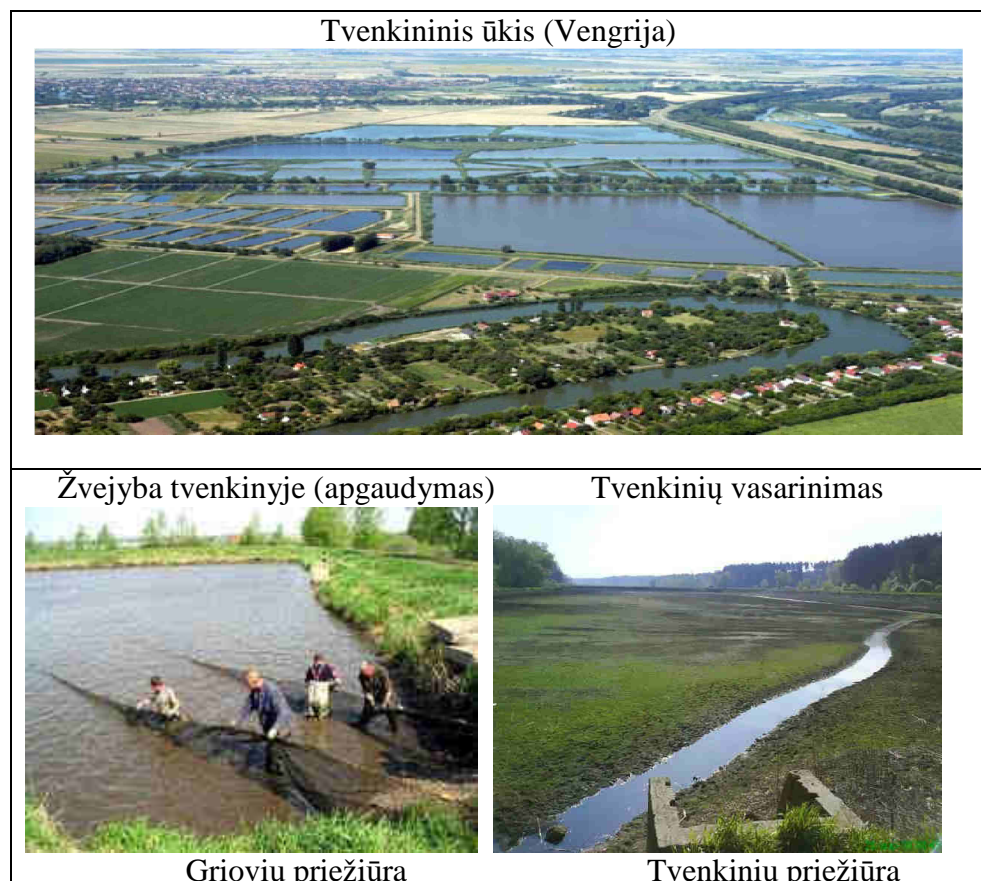 Tvenkininis ūkis (Vengrija)
Žvejyba tvenkinyje (apgaudymas) Tvenkinių vasarinimas
Griovių priežiūra Tvenkinių priežiūra